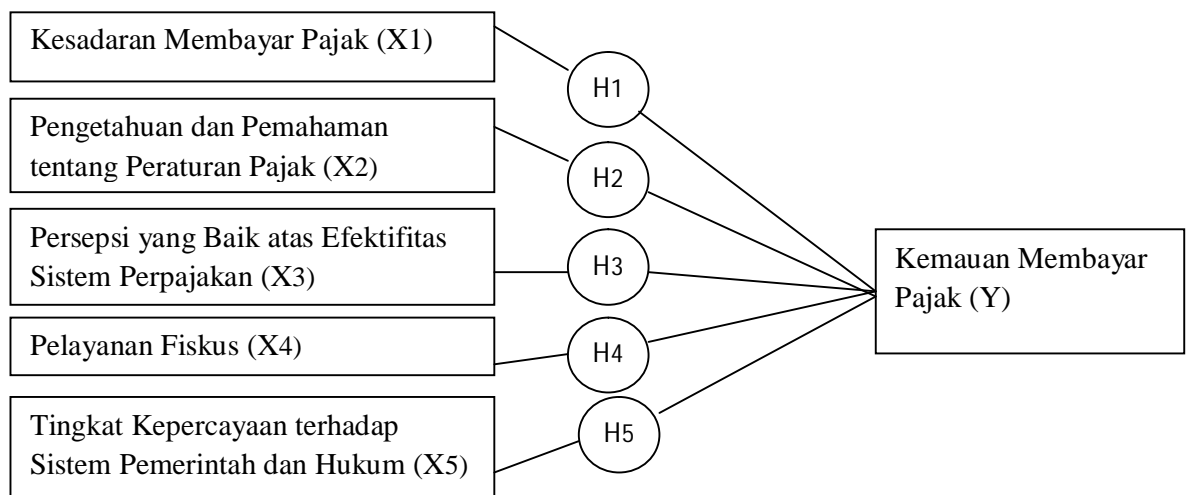 Kesadaran Membayar Pajak (X1)
H1
Pengetahuan dan Pemahaman
tentang Peraturan Pajak (X2)
H2
Persepsi yang Baik atas Efektifitas
Sistem Perpajakan (X3)
H3
Kemauan Membayar
Pajak (Y)
Pelayanan Fiskus (X4)
H4
Tingkat Kepercayaan terhadap
Sistem Pemerintah dan Hukum (X5)
H5